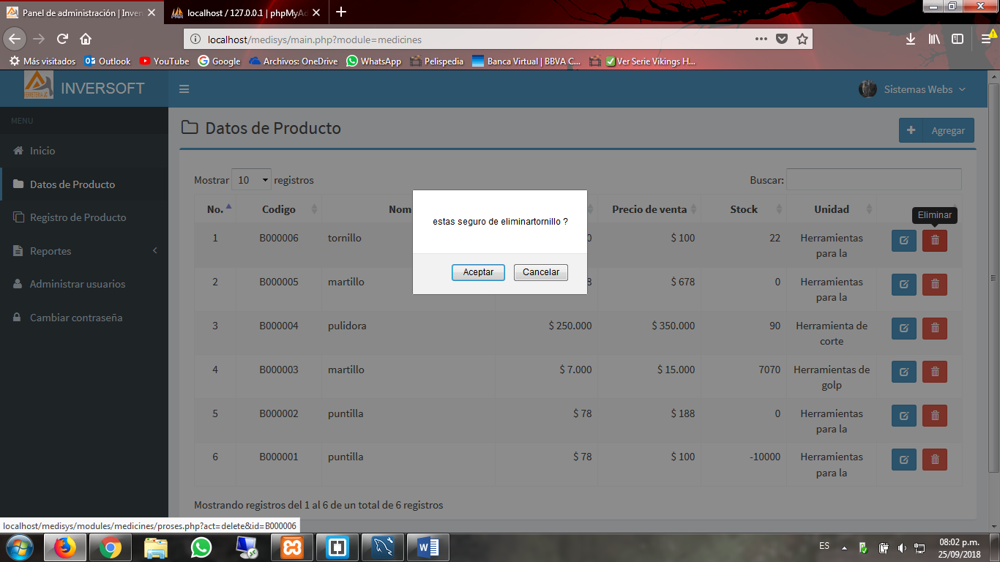 Panel de administración | Inver
localhost / 127.0.0.1 | phpMyAd
localhost/medisys/main.php?module=medicines
Más visitados Outlook YouTube Google Archivos: OneDrive WhatsApp Pelispedia Banca Virtual | BBVA C... Ver Serie Vikings H...
FERRETERIA JC
INVERSOFT
Sistemas Webs
MENU
Inicio
Datos de Producto
Registro de Producto
Reportes
Administrar usuarios
Cambiar contraseña
Datos de Producto
Agregar
Mostrar 10 registros
Buscar:
No. Codigo Nom Precio de venta Stock Unidad
Eliminar
1 B000006 tornillo 0 $ 100 22 Herramientas para la
2 B000005 martillo 8 $ 678 0 Herramientas para la
3 B000004 pulidora $ 250.000 $ 350.000 90 Herramienta de corte
4 B000003 martillo $ 7.000 $ 15.000 7070 Herramientas de golp
5 B000002 puntilla $ 78 $ 188 0 Herramientas para la
6 B000001 puntilla $ 78 $ 100 -10000 Herramientas para la
Mostrando registros del 1 al 6 de un total de 6 registros
estas seguro de eliminartornillo ?
Aceptar
Cancelar
localhost/medisys/modules/medicines/proses.php?act=delete&id=B000006
ES
08:02 p.m.
25/09/2018